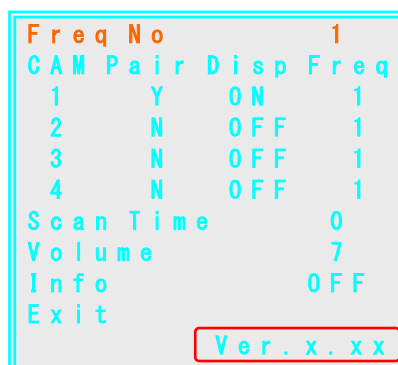 Freq No 1
CAM Pair Disp Freq
1 Y ON 1
2 N OFF 1
3 N OFF 1
4 N OFF 1
Scan Time 0
Volume 7
Info OFF
Exit
Ver.x.xx